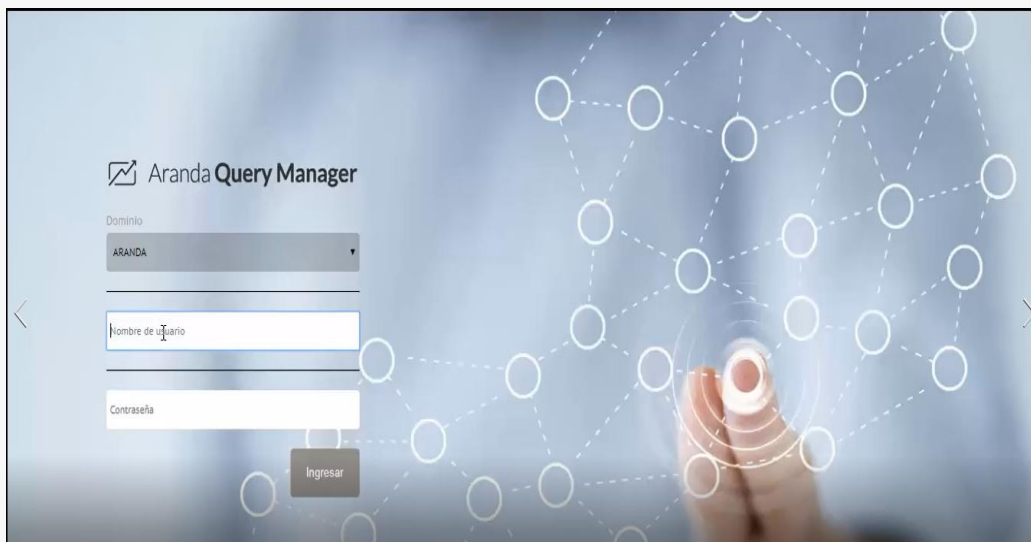 Aranda Query Manager
Dominio
ARANDA
Nombre de usuario
Contraseña
Ingresar